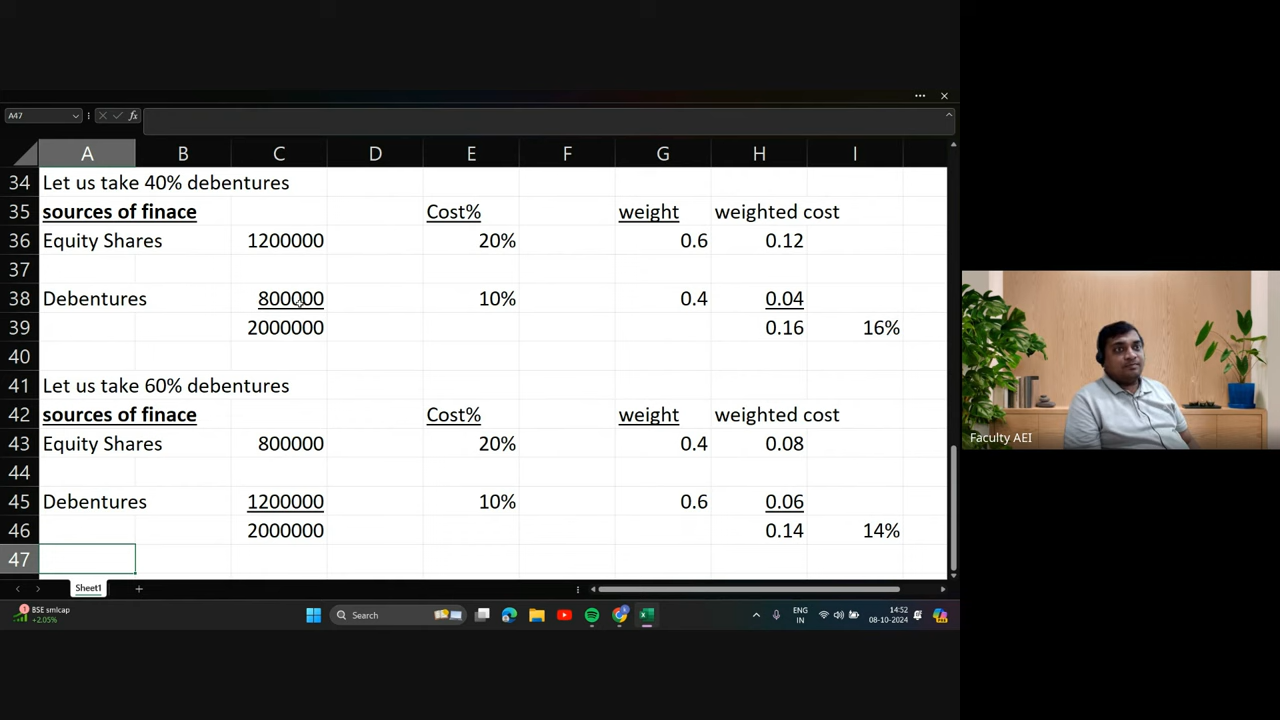 A47
fx
A B C D E F G H I
34 Let us take 40% debentures
35 sources of finace Cost% weight weighted cost
36 Equity Shares 1200000 20% 0.6 0.12
37
38 Debentures 800000 10% 0.4 0.04
39 2000000 0.16 16%
40
41 Let us take 60% debentures
42 sources of finace Cost% weight weighted cost
43 Equity Shares 800000 20% 0.4 0.08
44
45 Debentures 1200000 10% 0.6 0.06
46 2000000 0.14 14%
47
Faculty AEI
Sheet1
BSE smlcap
+2.05%
Search
ENG
IN
14:52
08-10-2024